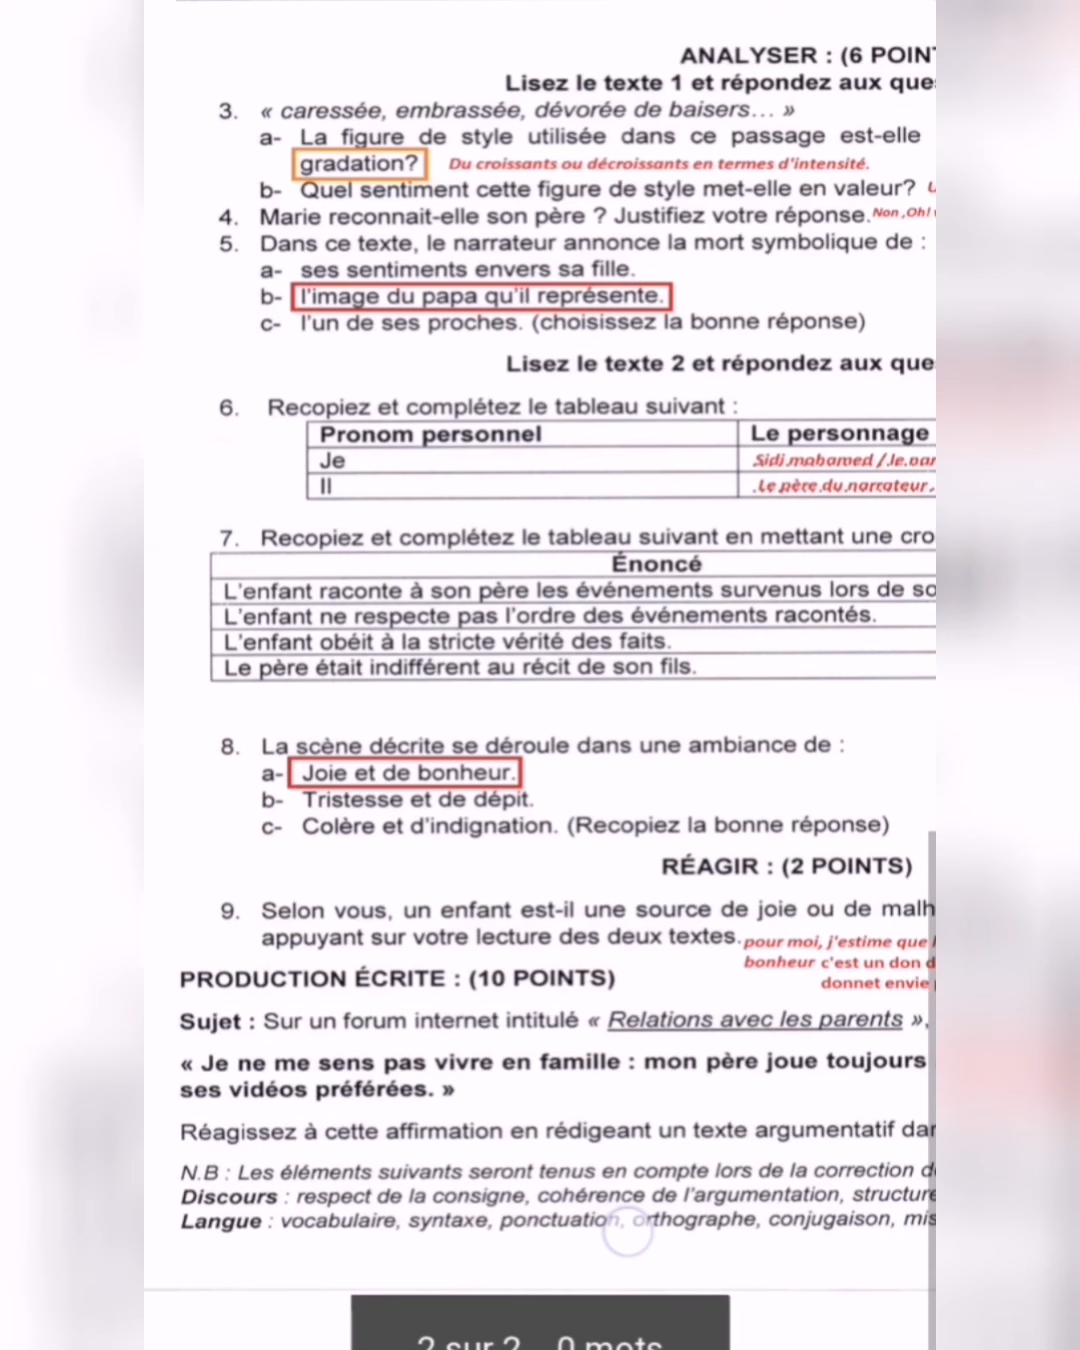 ANALYSER : (6 POIN
Lisez le texte 1 et répondez aux que
3. « caressée, embrassée, dévorée de baisers... »
a- La figure de style utilisée dans ce passage est-elle
gradation? Du croissants ou décroissants en termes d'intensité.
b- Quel sentiment cette figure de style met-elle en valeur?
4. Marie reconnait-elle son père ? Justifiez votre réponse. Non ,Oh!
5. Dans ce texte, le narrateur annonce la mort symbolique de :
a- ses sentiments envers sa fille.
b- l'image du papa qu'il représente.
c- l'un de ses proches. (choisissez la bonne réponse)
Lisez le texte 2 et répondez aux que
6. Recopiez et complétez le tableau suivant :
Pronom personnel Le personnage
Je Sidi mohamed / .le.nar
Il .Le père.du.narrateur.
7. Recopiez et complétez le tableau suivant en mettant une cro
Énoncé
L'enfant raconte à son père les événements survenus lors de so
L'enfant ne respecte pas l'ordre des événements racontés.
L'enfant obéit à la stricte vérité des faits.
Le père était indifférent au récit de son fils.
8. La scène décrite se déroule dans une ambiance de :
a- Joie et de bonheur.
b- Tristesse et de dépit.
c- Colère et d'indignation. (Recopiez la bonne réponse)
RÉAGIR : (2 POINTS)
9. Selon vous, un enfant est-il une source de joie ou de malh
appuyant sur votre lecture des deux textes. pour moi, j'estime que
bonheur c'est un don d
donnet envie
PRODUCTION ÉCRITE : (10 POINTS)
Sujet : Sur un forum internet intitulé « Relations avec les parents »,
« Je ne me sens pas vivre en famille : mon père joue toujours
ses vidéos préférées. »
Réagissez à cette affirmation en rédigeant un texte argumentatif dan
N.B : Les éléments suivants seront tenus en compte lors de la correction d
Discours : respect de la consigne, cohérence de l'argumentation, structure
Langue : vocabulaire, syntaxe, ponctuation, orthographe, conjugaison, mis
2 sur 2 0 mots